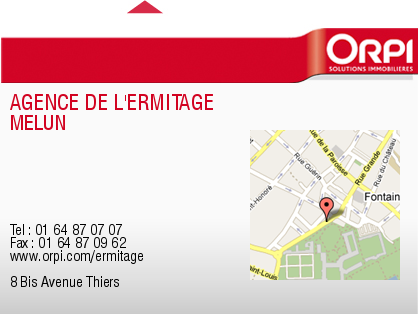 ORPI
SOLUTIONS IMMOBILIÈRES
AGENCE DE L'ERMITAGE
MELUN
Rue de la Paroisse
Rue du Château
Rue Guérin
Rue Grande
-Honoré
Fontain
aint-Louis
Tel : 01 64 87 07 07
Fax : 01 64 87 09 62
www.orpi.com/ermitage
8 Bis Avenue Thiers